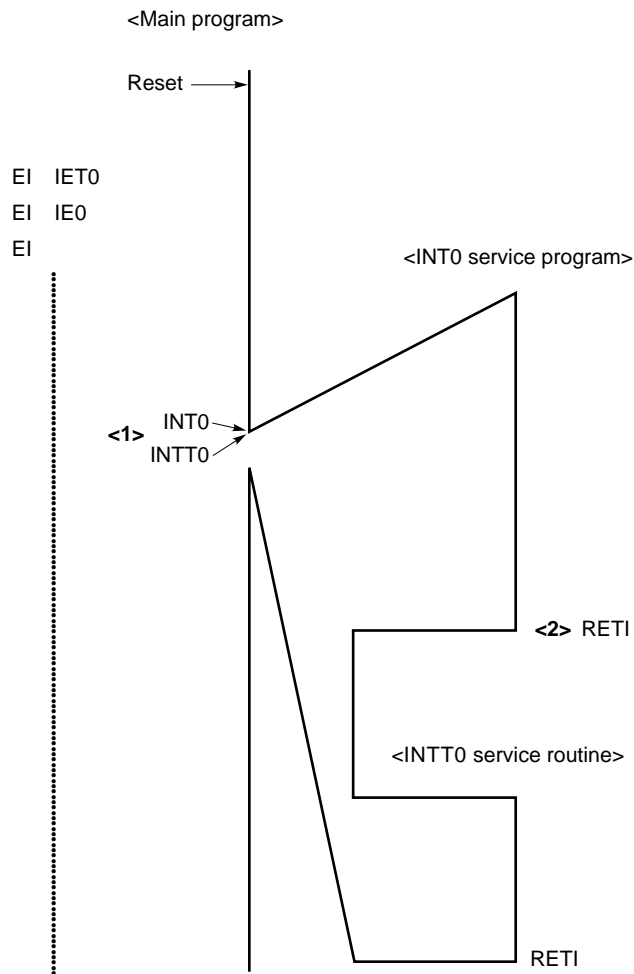 <Main program>
Reset
EI IET0
EI IE0
EI
<INT0 service program>
INT0
<1>
INTT0
<2> RETI
<INTT0 service routine>
RETI